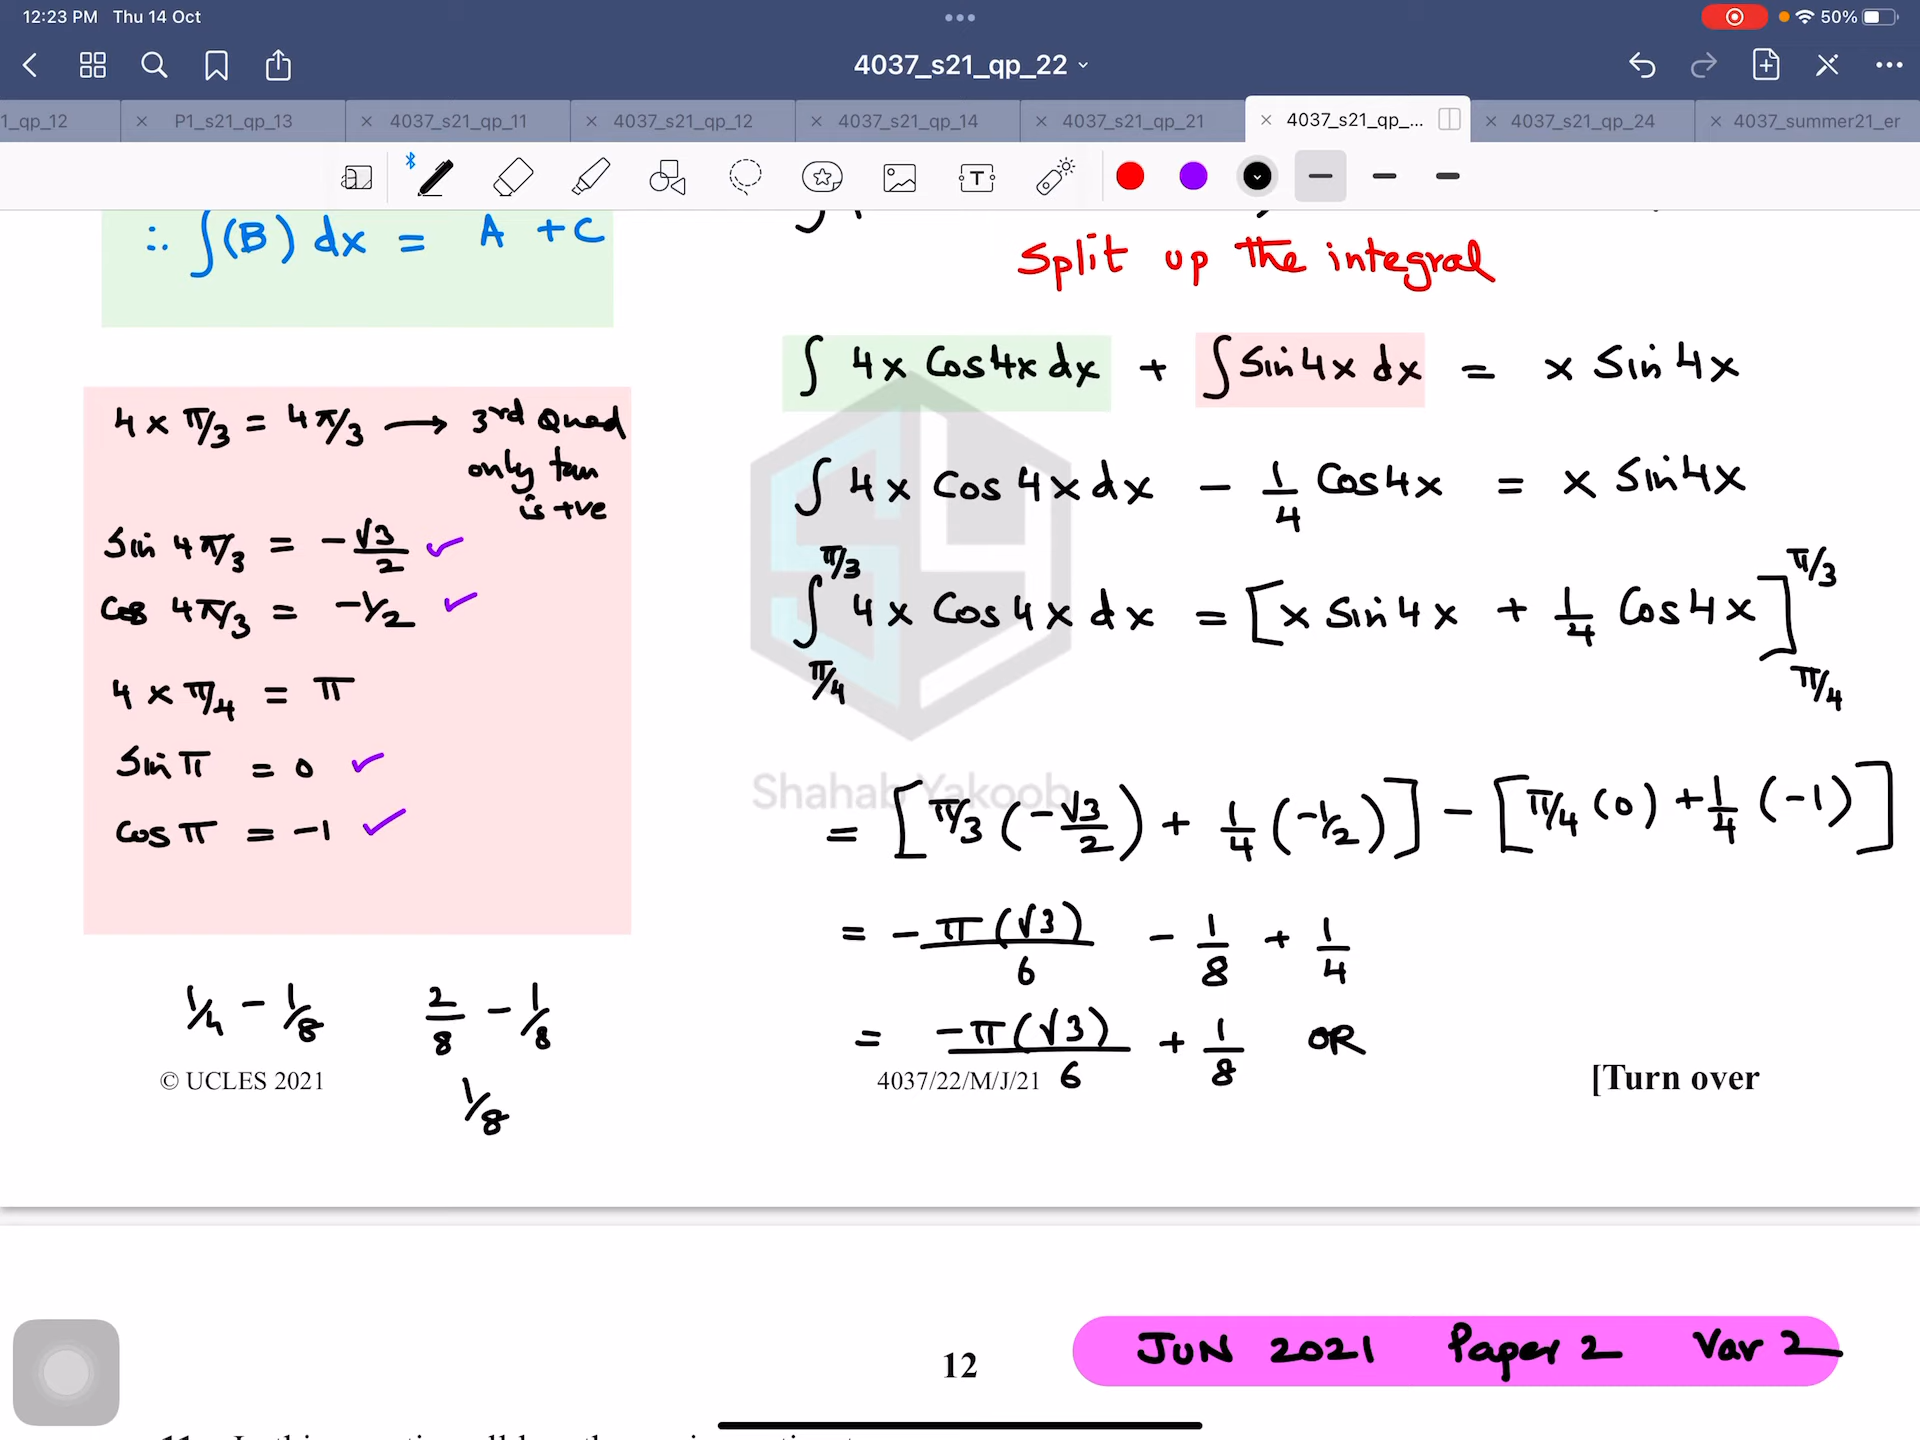 12:23 PM Thu 14 Oct
50%
4037_s21_qp_22
1_qp_12
P1_s21_qp_13
4037_s21_qp_11
4037_s21_qp_12
4037_s21_qp_14
4037_s21_qp_21
4037_s21_qp_...
4037_s21_qp_24
4037_summer21_er
∴ ∫(B) dx = A + C
4 × π/3 = 4π/3 → 3rd Quad
only tan
is +ve
Sin 4π/3 = -√3/2 ✓
Cos 4π/3 = -1/2 ✓
4 × π/4 = π
Sin π = 0 ✓
Cos π = -1 ✓
1/4 - 1/8 2/8 - 1/8
1/8
Split up the integral
∫ 4x Cos4x dx + ∫ Sin4x dx = x Sin4x
∫ 4x Cos4x dx - 1/4 Cos4x = x Sin4x
∫ π/3 π/4 4x Cos4x dx = [x Sin4x + 1/4 Cos4x] π/3 π/4
Shahab Yakoob
= [π/3 (-√3/2) + 1/4 (-1/2)] - [π/4 (0) + 1/4 (-1)]
= - π(√3)/6 - 1/8 + 1/4
= -π(√3)/6 + 1/8 OR
© UCLES 2021
4037/22/M/J/21
[Turn over
12
JUN 2021 Paper 2 Var 2